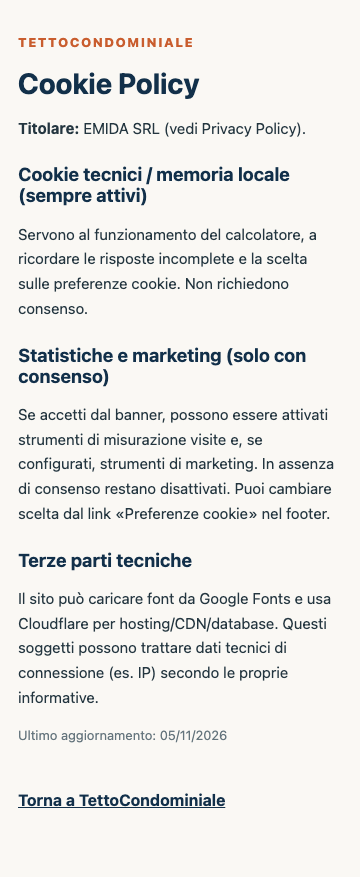 TETTOCONDOMINIALE
Cookie Policy
Titolare: EMIDA SRL (vedi Privacy Policy).
Cookie tecnici / memoria locale
(sempre attivi)
Servono al funzionamento del calcolatore, a
ricordare le risposte incomplete e la scelta
sulle preferenze cookie. Non richiedono
consenso.
Statistiche e marketing (solo con
consenso)
Se accetti dal banner, possono essere attivati
strumenti di misurazione visite e, se
configurati, strumenti di marketing. In assenza
di consenso restano disattivati. Puoi cambiare
scelta dal link «Preferenze cookie» nel footer.
Terze parti tecniche
Il sito può caricare font da Google Fonts e usa
Cloudflare per hosting/CDN/database. Questi
soggetti possono trattare dati tecnici di
connessione (es. IP) secondo le proprie
informative.
Ultimo aggiornamento: 05/11/2026
Torna a TettoCondominiale